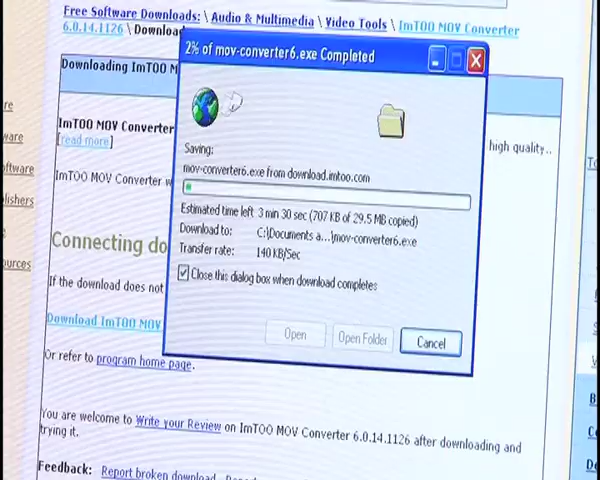 Free Software Downloads: \ Audio & Multimedia \ Video Tools \ ImTOO MOV Converter
6.0.14.1126 \ Downloa
2% of mov-converter6.exe Completed
Downloading ImTOO M
re
ImTOO MOV Converter
high quality..
ware
[read more]
Saving:
ftware
mov-converter6.exe from download.imtoo.com
ImTOO MOV Converter w
lishers
Estimated time left 3 min 30 sec (707 KB of 29.5 MB copied)
Download to: C:\Documents a...\mov-converter6.exe
Connecting do
Transfer rate: 140 KB/Sec
ources
Close this dialog box when download completes
If the download does not
Download ImTOO MOV
Open Open Folder Cancel
Or refer to program home page.
You are welcome to Write your Review on ImTOO MOV Converter 6.0.14.1126 after downloading and
trying it.
Feedback: Report broken download